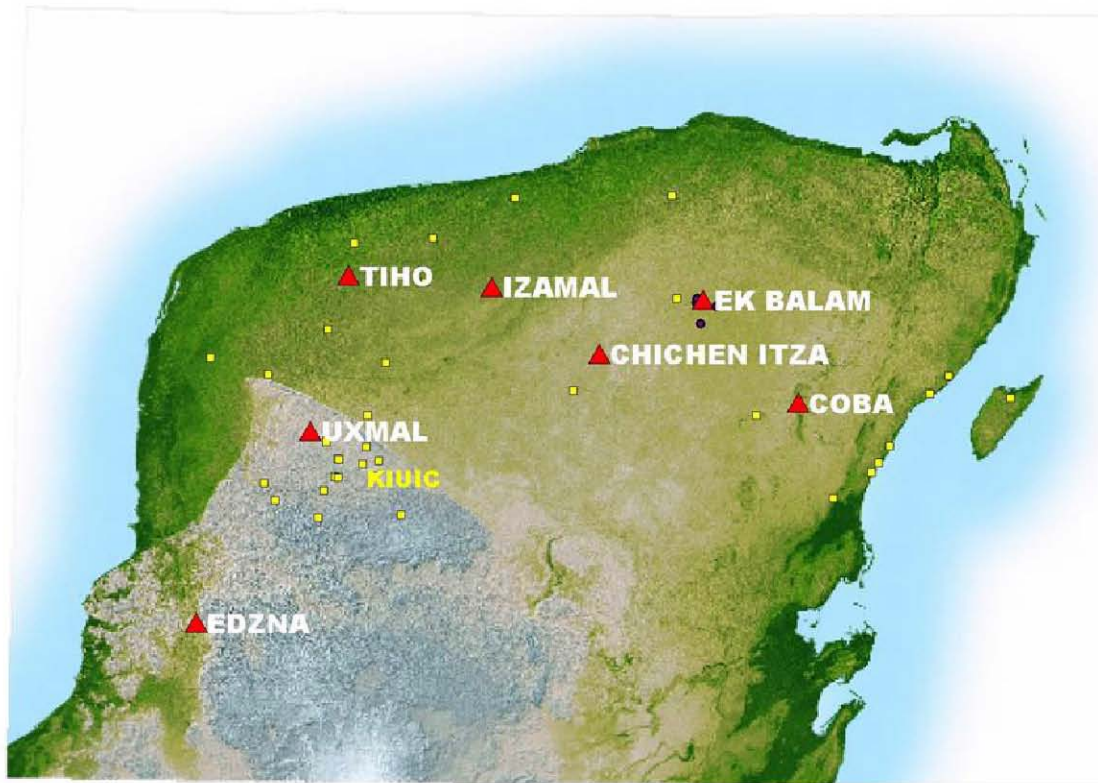 TIHO
IZAMAL
EK BALAM
CHICHEN ITZA
COBA
UXMAL
KIUIC
EDZNA